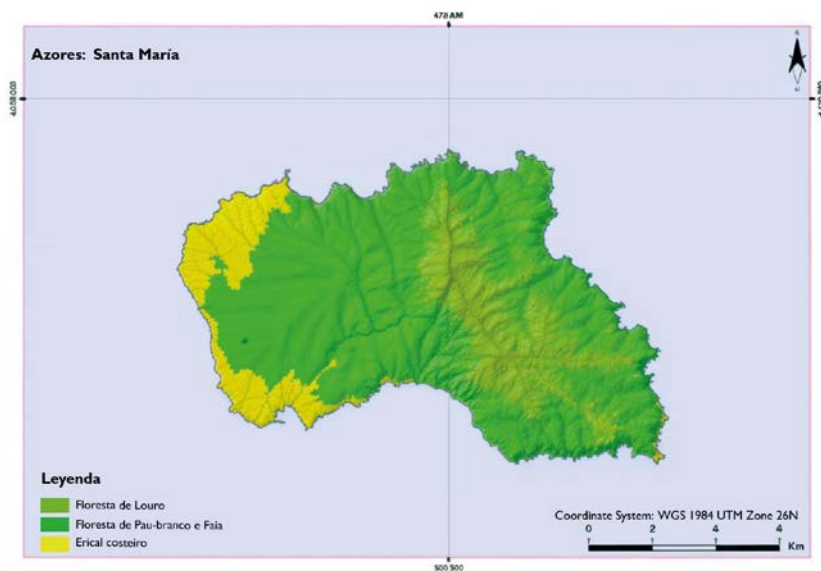 Azores: Santa María
Leyenda
Floresta de Louro
Floresta de Pau-branco e Faia
Erical costeiro
Coordinate System: WGS 1984 UTM Zone 26N
0 2 4 4
Km